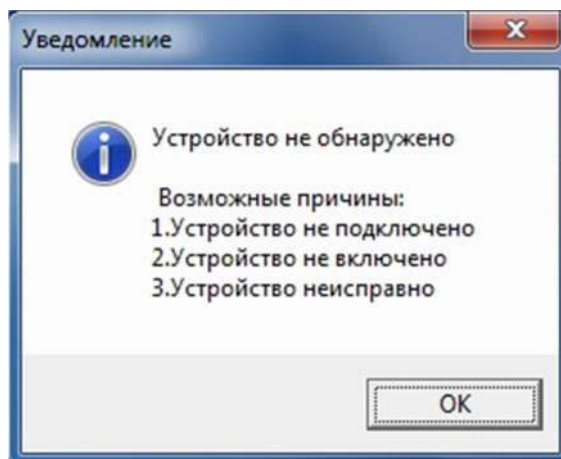 Уведомление
Устройство не обнаружено
Возможные причины:
1.Устройство не подключено
2.Устройство не включено
3.Устройство неисправно
OK